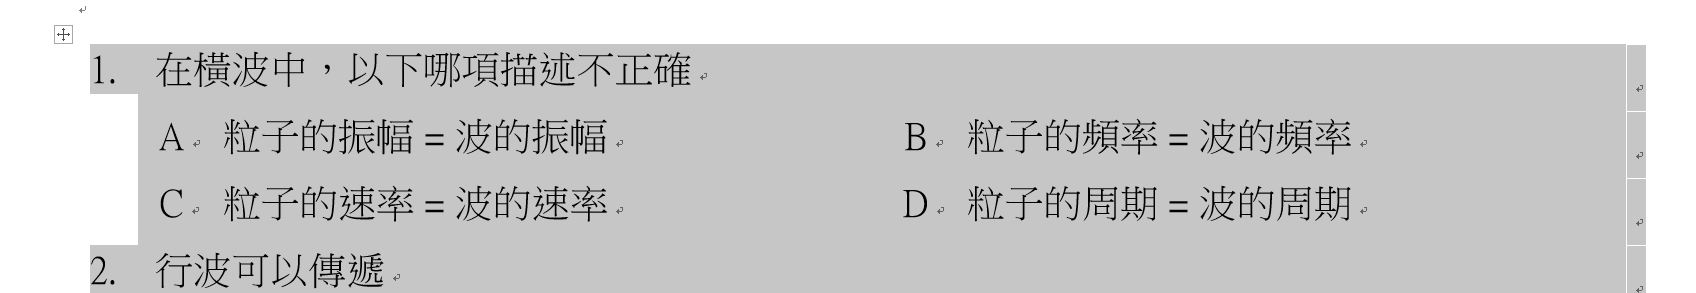 1. 在橫波中，以下哪項描述不正確
A 粒子的振幅 = 波的振幅 B 粒子的頻率 = 波的頻率
C 粒子的速率 = 波的速率 D 粒子的周期 = 波的周期
2. 行波可以傳遞